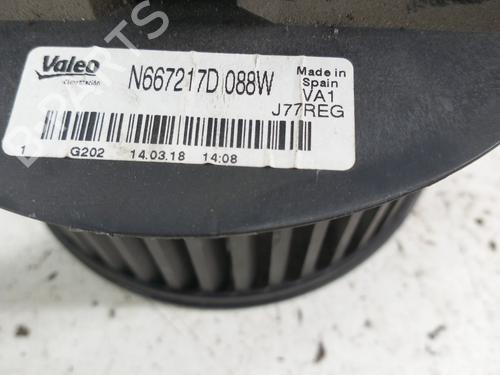 Valeo
N667217D 088W
Made in
Spain
VA1
J77REG
1 G202 14.03.18 14:08